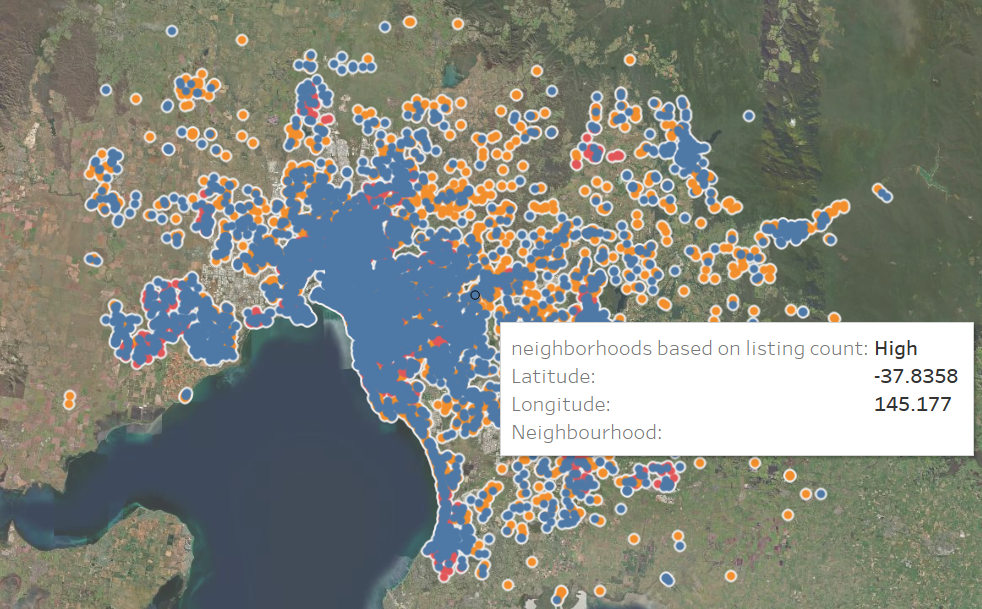 neighborhoods based on listing count: High
Latitude: -37.8358
Longitude: 145.177
Neighbourhood: